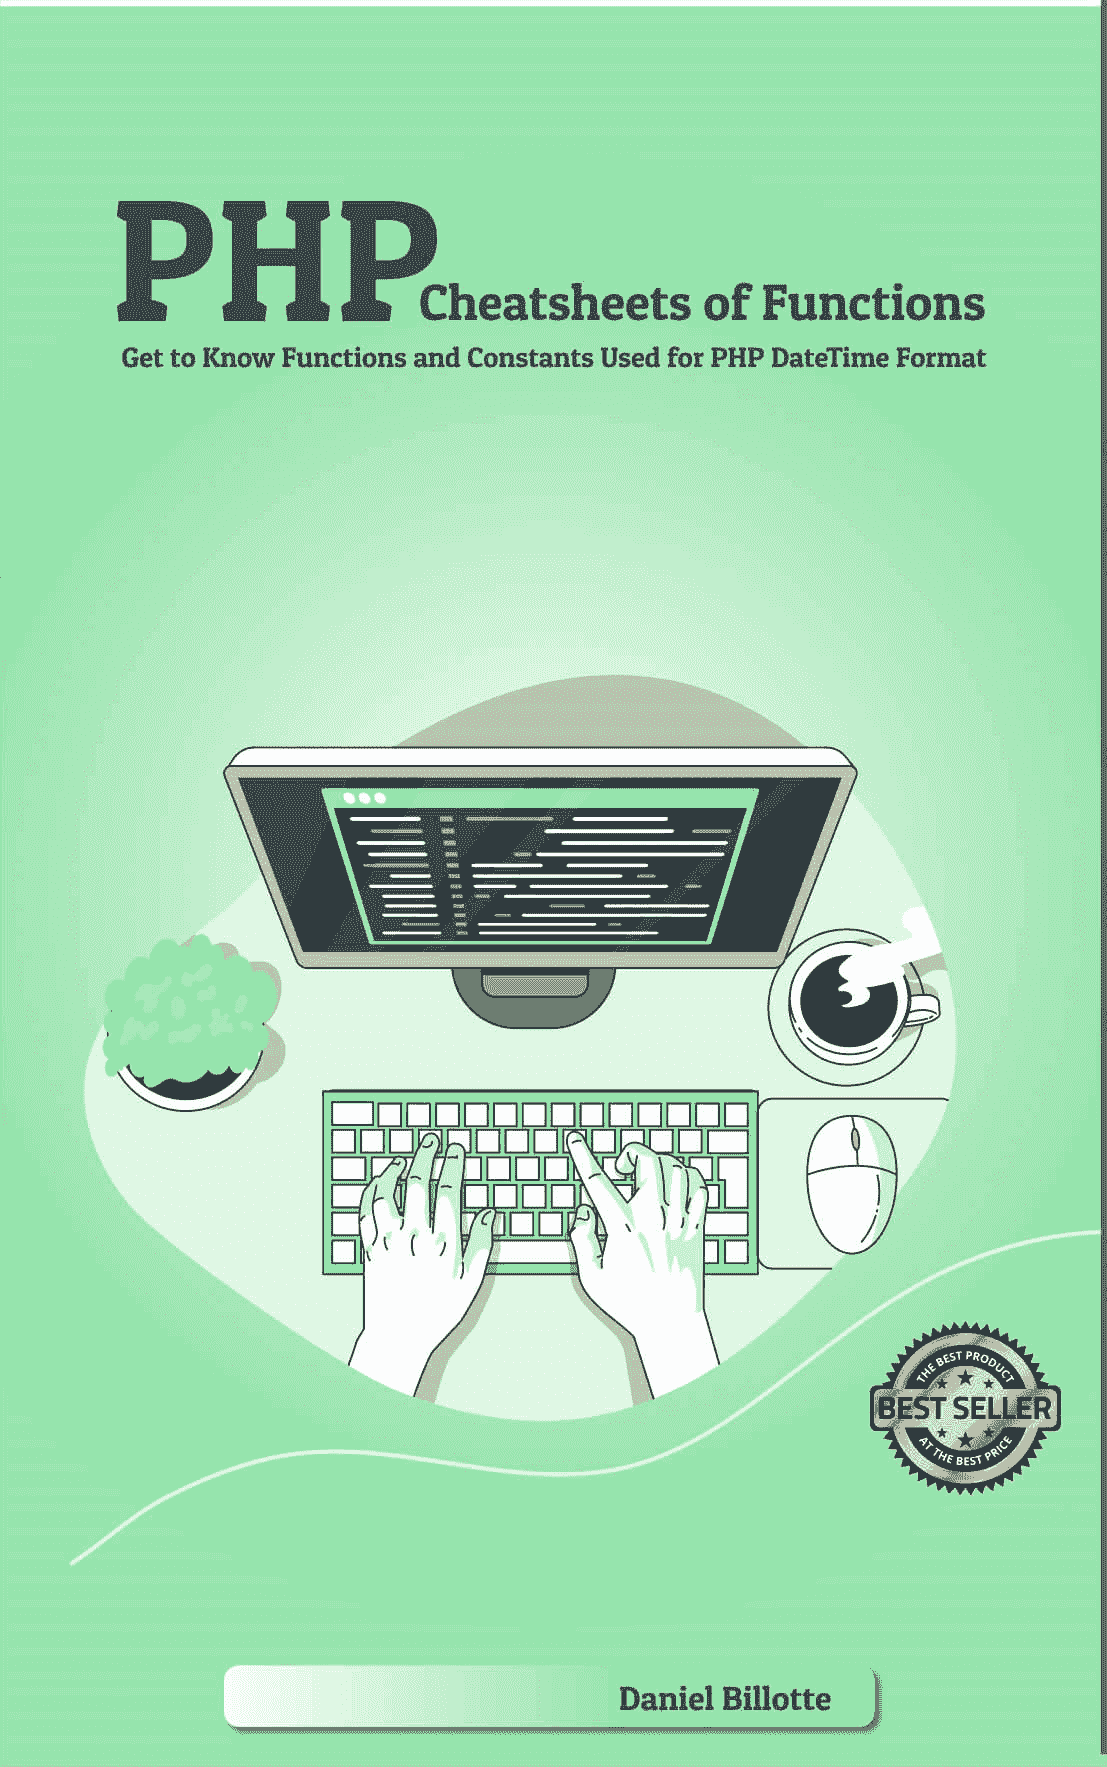 PHP Cheatsheets of Functions
Get to Know Functions and Constants Used for PHP DateTime Format
THE BEST PRODUCT
BEST SELLER
AT THE BEST PRICE
Daniel Billotte